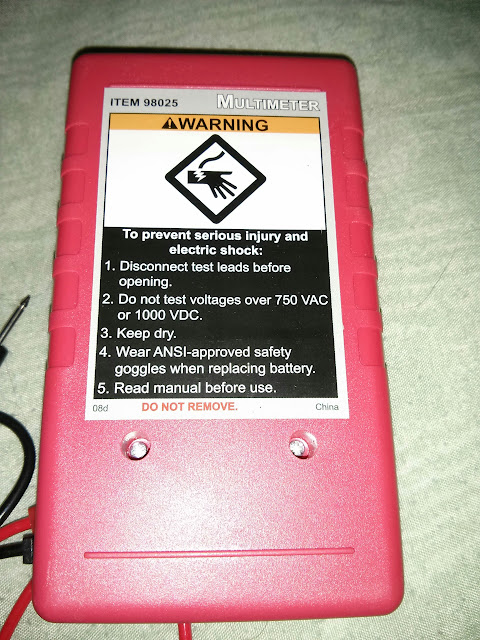 ITEM 98025 MULTIMETER
WARNING
To prevent serious injury and
electric shock:
1. Disconnect test leads before
opening.
2. Do not test voltages over 750 VAC
or 1000 VDC.
3. Keep dry.
4. Wear ANSI-approved safety
goggles when replacing battery.
5. Read manual before use.
08d DO NOT REMOVE. China